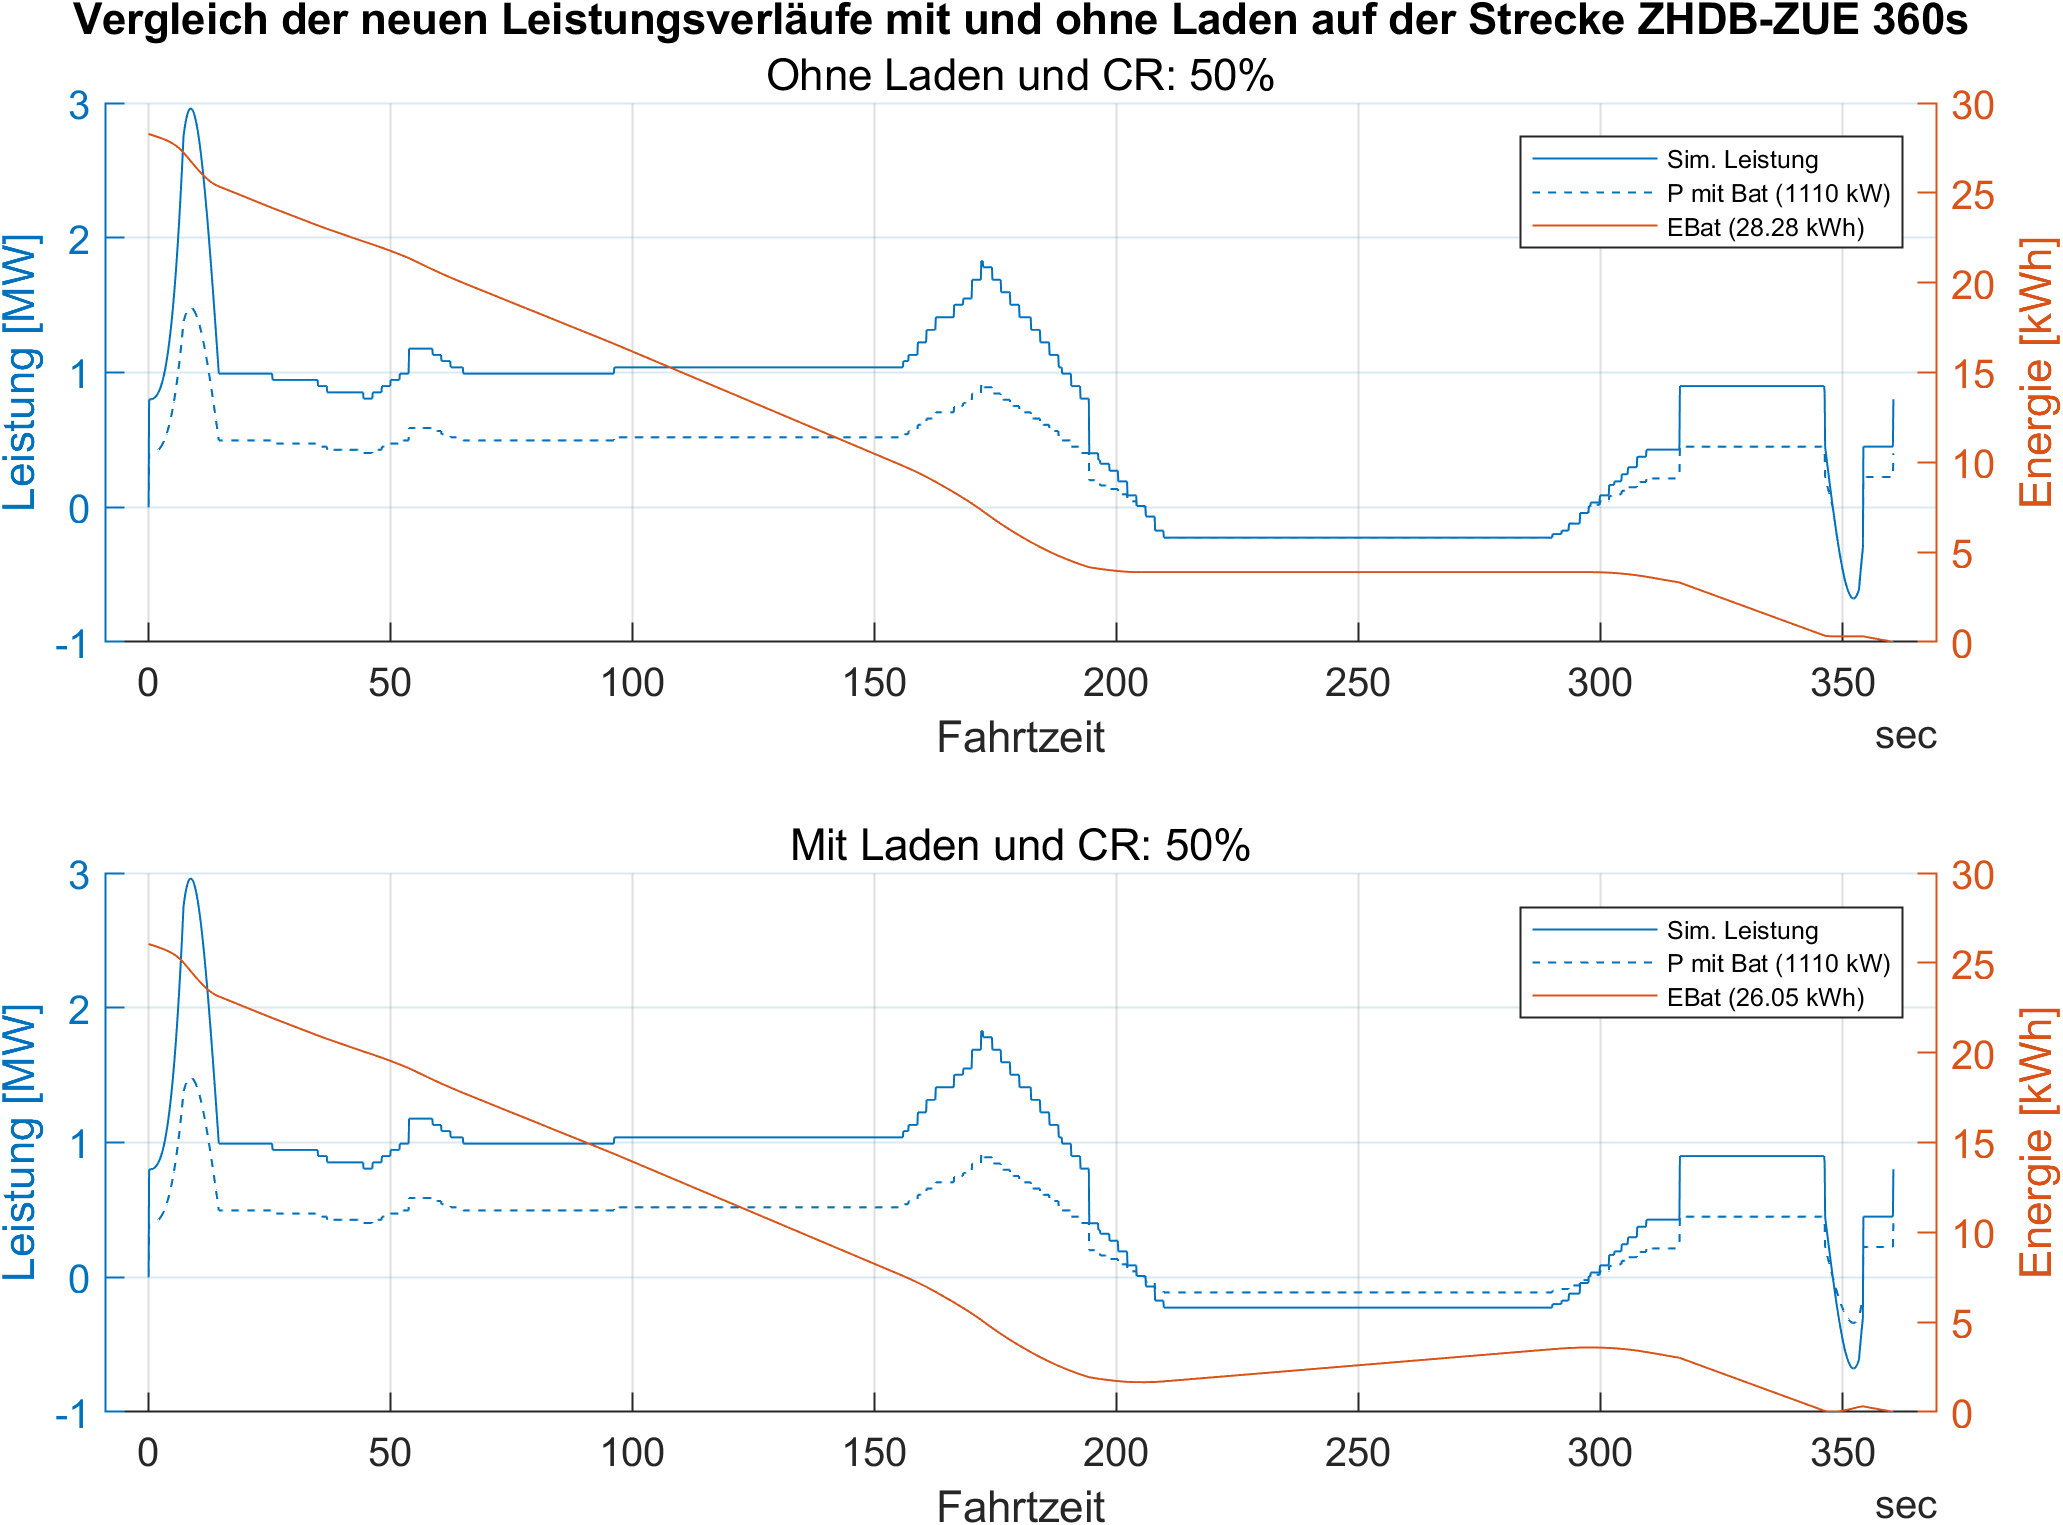 Vergleich der neuen Leistungsverläufe mit und ohne Laden auf der Strecke ZHDB-ZUE 360s
Ohne Laden und CR: 50%
Leistung [MW]
3
2
1
0
-1
Sim. Leistung
P mit Bat (1110 kW)
EBat (28.28 kWh)
30
25
20
15
10
5
0
Energie [kWh]
0 50 100 150 200 250 300 350
Fahrtzeit
sec
Mit Laden und CR: 50%
Leistung [MW]
3
2
1
0
-1
Sim. Leistung
P mit Bat (1110 kW)
EBat (26.05 kWh)
30
25
20
15
10
5
0
Energie [kWh]
0 50 100 150 200 250 300 350
Fahrtzeit
sec